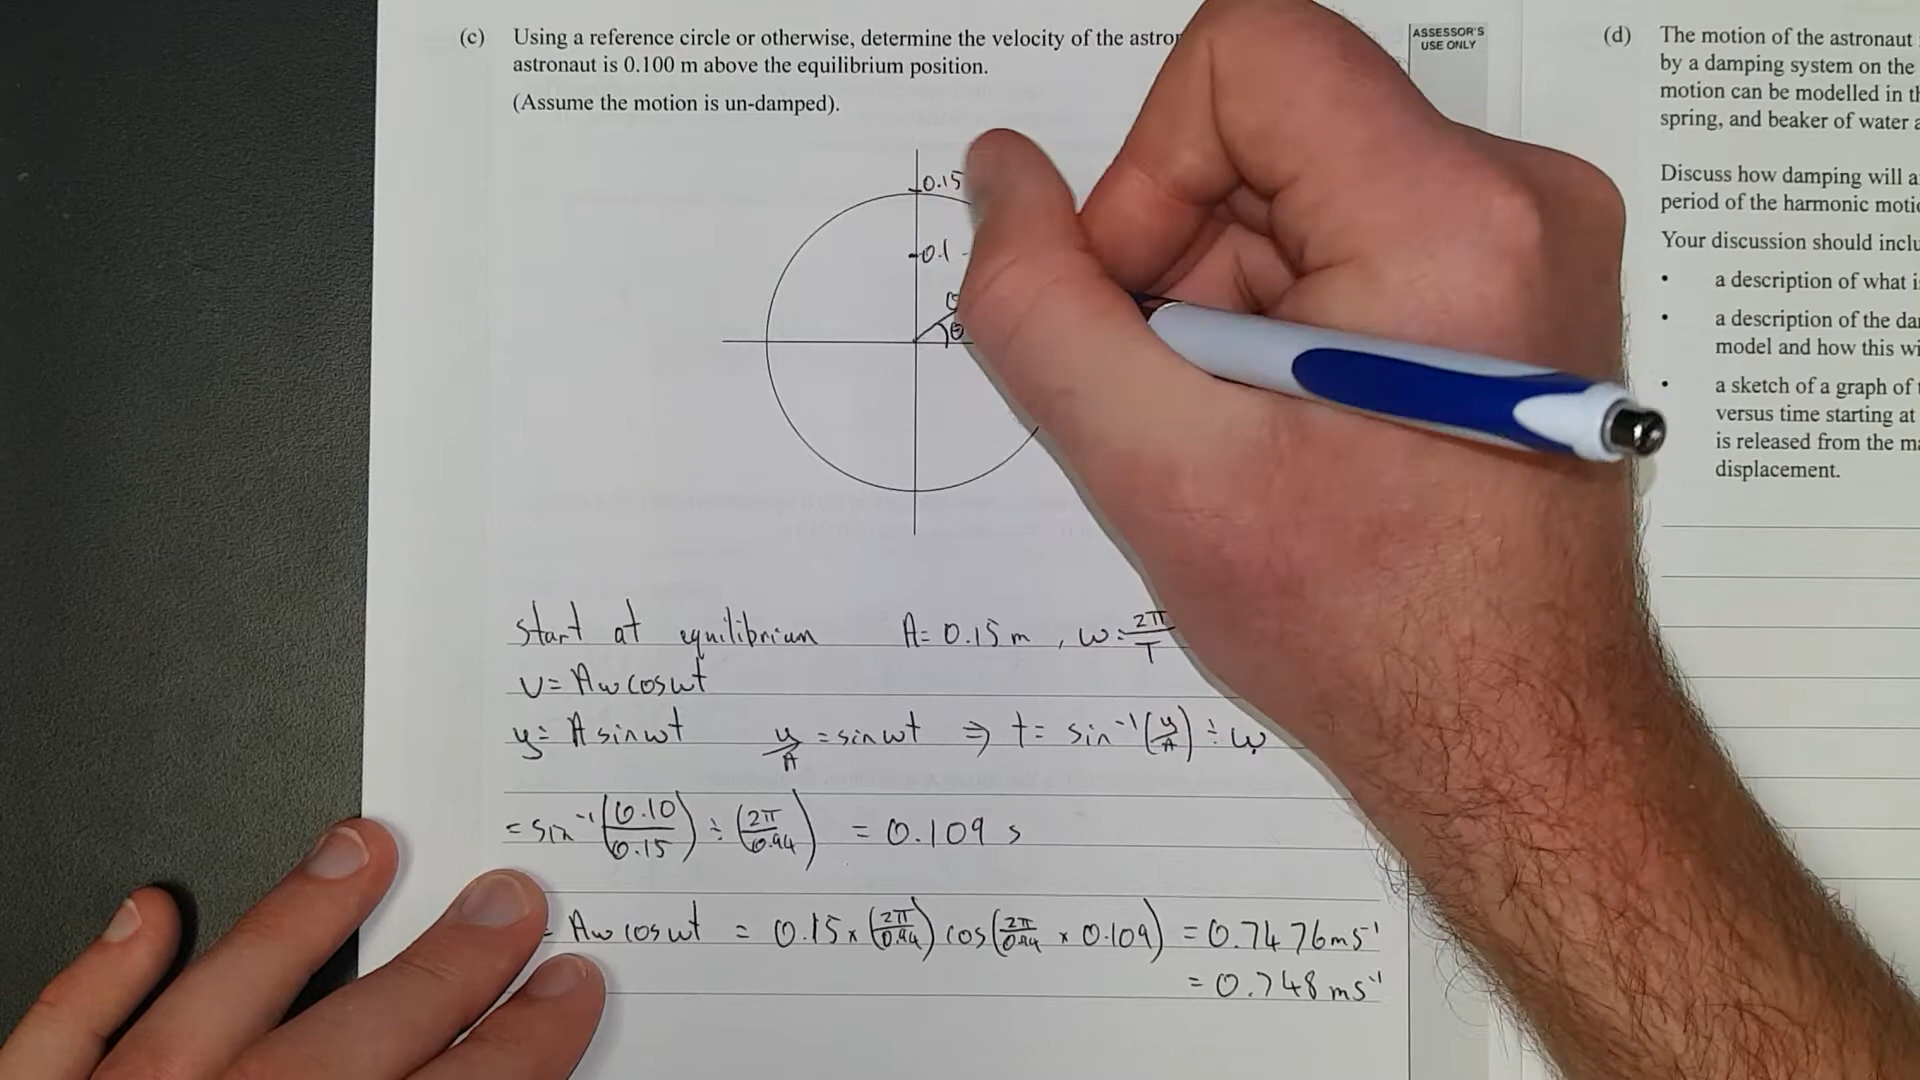 (c) Using a reference circle or otherwise, determine the velocity of the
astronaut is 0.100 m above the equilibrium position.
(Assume the motion is un-damped).
ASSESSOR'S
USE ONLY
0.15
0.1
θ
start at equilibrium A = 0.15 m , ω = 2π/T
v = Aω cos ωt
y = A sin ωt y/A = sin ωt ⇒ t = sin⁻¹(y/A) ÷ ω
= sin⁻¹(0.10/0.15) ÷ (2π/0.94) = 0.109 s
= Aω cos ωt = 0.15 × (2π/0.94) cos(2π/0.94 × 0.109) = 0.7476 ms⁻¹
= 0.748 ms⁻¹
(d) The motion of the astronaut
by a damping system on the
motion can be modelled in
spring, and beaker of water
Discuss how damping will
period of the harmonic
Your discussion should
• a description of what
• a description of the
model and how this
• a sketch of a graph of
versus time starting at
is released from the
displacement.